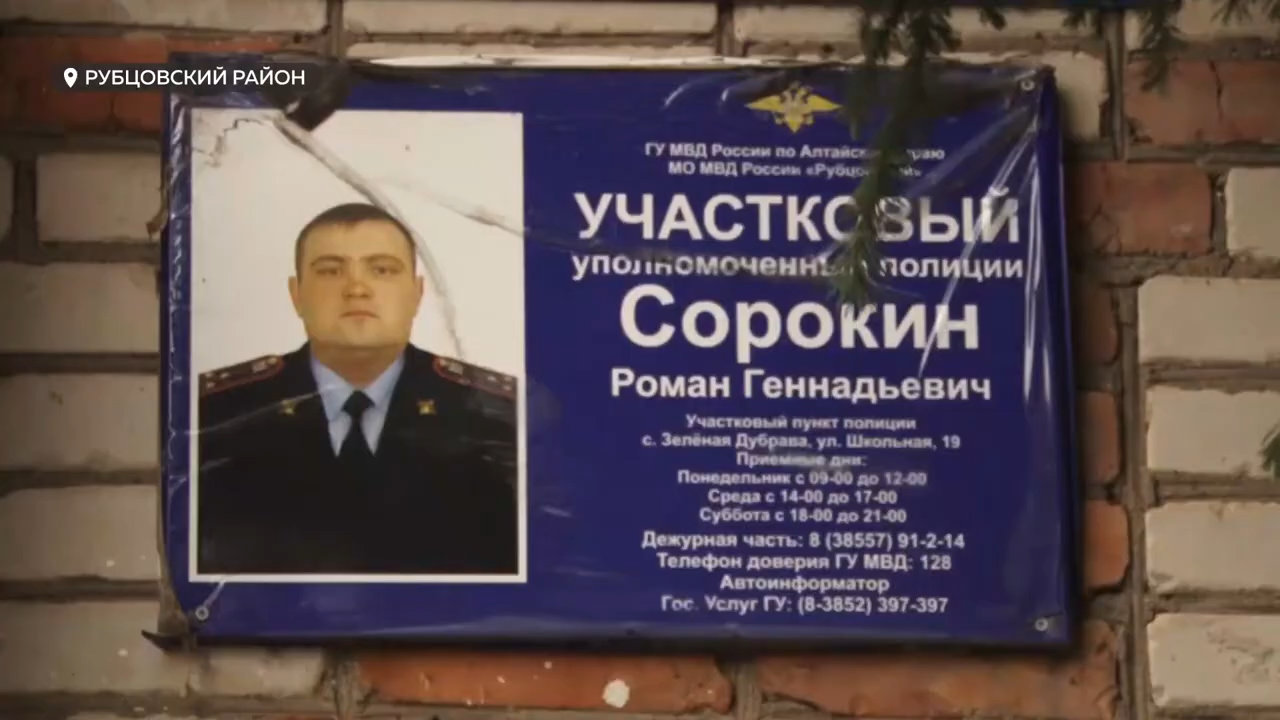 РУБЦОВСКИЙ РАЙОН
ГУ МВД России по
МО МВД России
УЧАСТКОВЫЙ
уполномоченный полиции
Сорокин
Роман Геннадьевич
Участковый пункт полиции
с. Зелёная Дубрава, ул. Школьная, 19
Приемные дни:
Понедельник с 09-00 до 12-00
Среда с 14-00 до 17-00
Суббота с 18-00 до 21-00
Дежурная часть: 8 (38557) 91-2-14
Телефон доверия ГУ МВД: 128
Автоинформатор
Гос. Услуг ГУ: (8-3852) 397-397